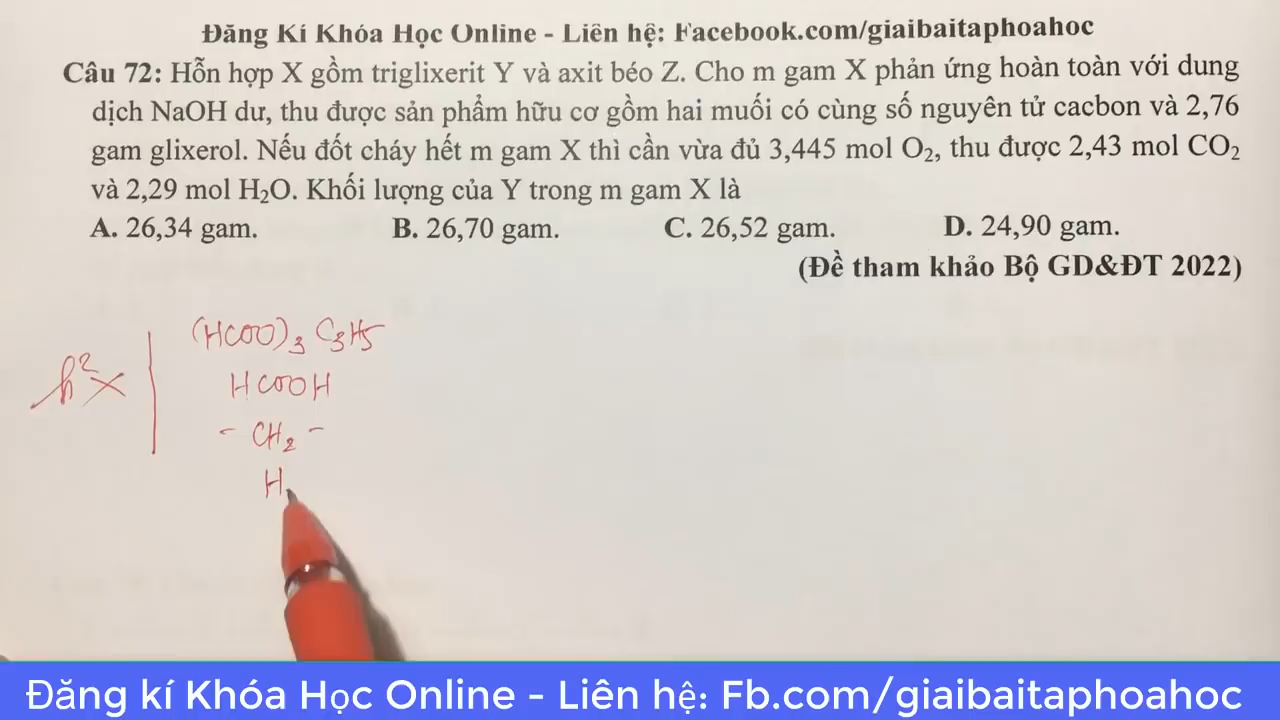 Đăng Kí Khóa Học Online - Liên hệ: Facebook.com/giaibaitaphoahoc
Câu 72: Hỗn hợp X gồm triglixerit Y và axit béo Z. Cho m gam X phản ứng hoàn toàn với dung
dịch NaOH dư, thu được sản phẩm hữu cơ gồm hai muối có cùng số nguyên tử cacbon và 2,76
gam glixerol. Nếu đốt cháy hết m gam X thì cần vừa đủ 3,445 mol O₂, thu được 2,43 mol CO₂
và 2,29 mol H₂O. Khối lượng của Y trong m gam X là
A. 26,34 gam. B. 26,70 gam. C. 26,52 gam. D. 24,90 gam.
(Đề tham khảo Bộ GD&ĐT 2022)
(HCOO)₃C₃H₅
h² X
HCOOH
- CH₂ -
H
Đăng kí Khóa Học Online - Liên hệ: Fb.com/giaibaitaphoahoc